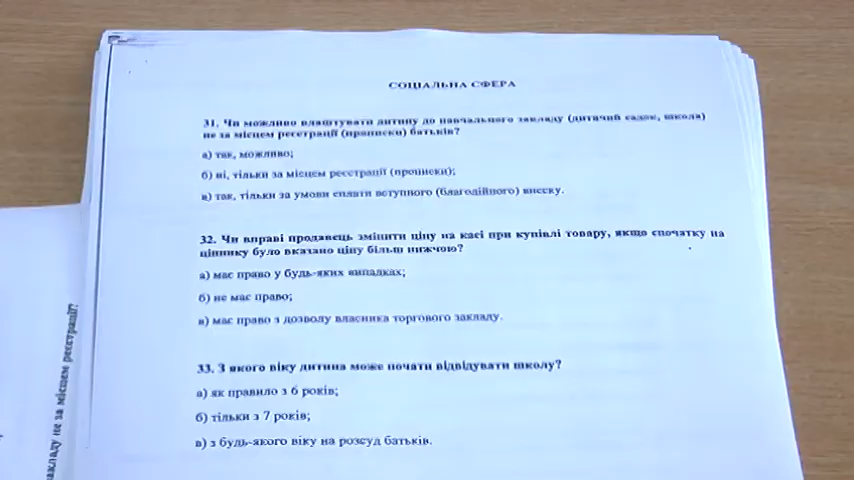 СОЦІАЛЬНА СФЕРА
31. Чи можливо влаштувати дитину до навчального закладу (дитячий садок, школа)
не за місцем реєстрації (прописки) батьків?
а) так, можливо;
б) ні, тільки за місцем реєстрації (прописки);
в) так, тільки за умови сплати вступного (благодійного) внеску.
32. Чи вправі продавець змінити ціну на касі при купівлі товару, якщо спочатку на
ціннику було вказано ціну більш нижчою?
а) має право у будь-яких випадках;
б) не має право;
в) має право з дозволу власника торгового закладу.
33. З якого віку дитина може почати відвідувати школу?
а) як правило з 6 років;
б) тільки з 7 років;
в) з будь-якого віку на розсуд батьків.
закладу не за місцем реєстрації?